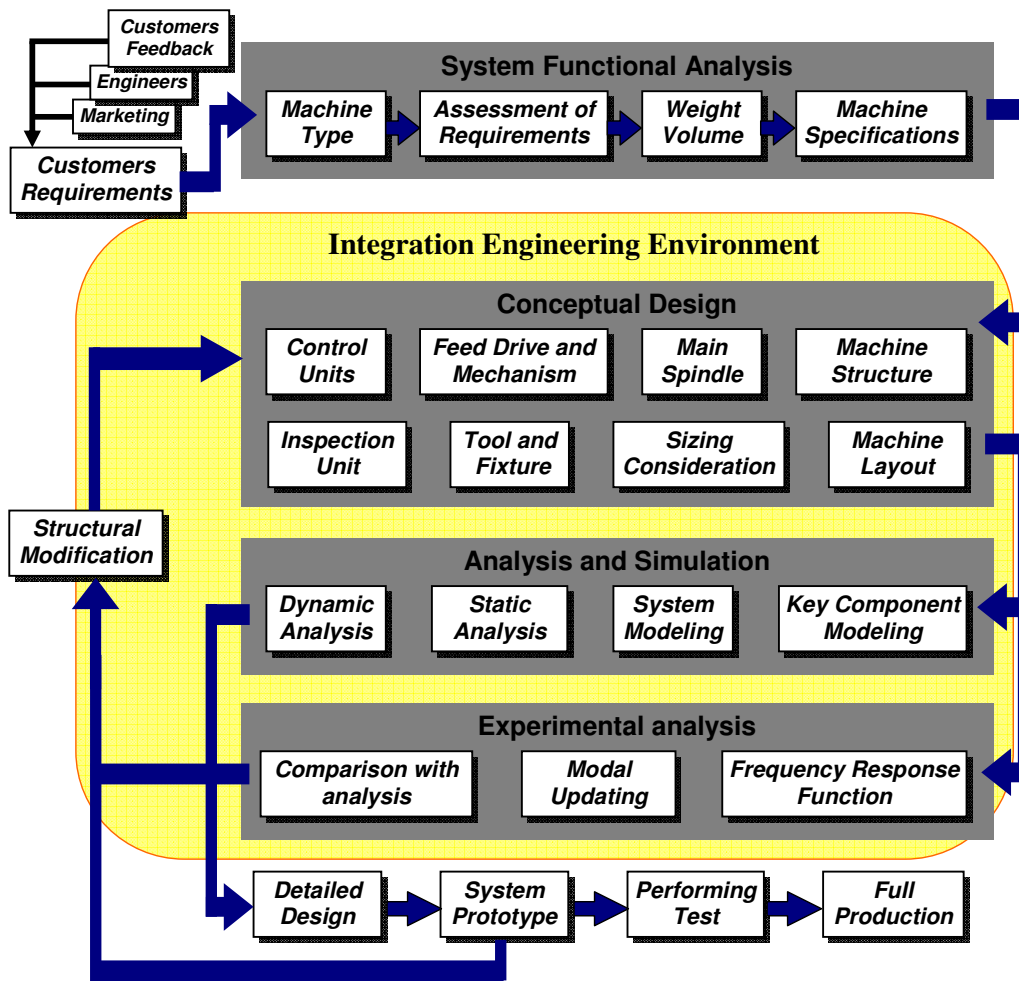 Customers
Feedback
Engineers
Marketing
Customers
Requirements
System Functional Analysis
Machine
Type
Assessment of
Requirements
Weight
Volume
Machine
Specifications
Integration Engineering Environment
Conceptual Design
Control
Units
Feed Drive and
Mechanism
Main
Spindle
Machine
Structure
Inspection
Unit
Tool and
Fixture
Sizing
Consideration
Machine
Layout
Structural
Modification
Analysis and Simulation
Dynamic
Analysis
Static
Analysis
System
Modeling
Key Component
Modeling
Experimental analysis
Comparison with
analysis
Modal
Updating
Frequency Response
Function
Detailed
Design
System
Prototype
Performing
Test
Full
Production